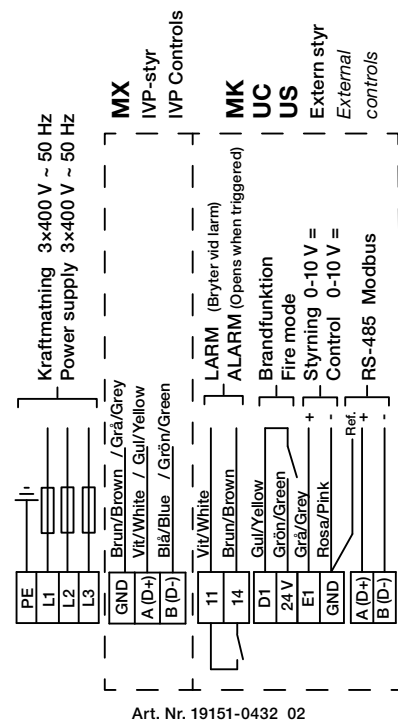 Kraftmatning 3×400 V ~ 50 Hz
Power supply 3×400 V ~ 50 Hz
PE
L1
L2
L3
MX
IVP-styr
IVP Controls
GND
Brun/Brown / Grå/Grey
A (D+)
Vit/White / Gul/Yellow
B (D-)
Blå/Blue / Grön/Green
MK
UC
US
Extern styr
External
controls
LARM (Bryter vid larm)
ALARM (Opens when triggered)
11
Vit/White
14
Brun/Brown
Brandfunktion
Fire mode
D1
Gul/Yellow
24 V
Grön/Green
Styrning 0-10 V =
Control 0-10 V =
E1
Grå/Grey
+
GND
Rosa/Pink
-
RS-485 Modbus
Ref.
A (D+)
+
B (D-)
-
Art. Nr. 19151-0432 02